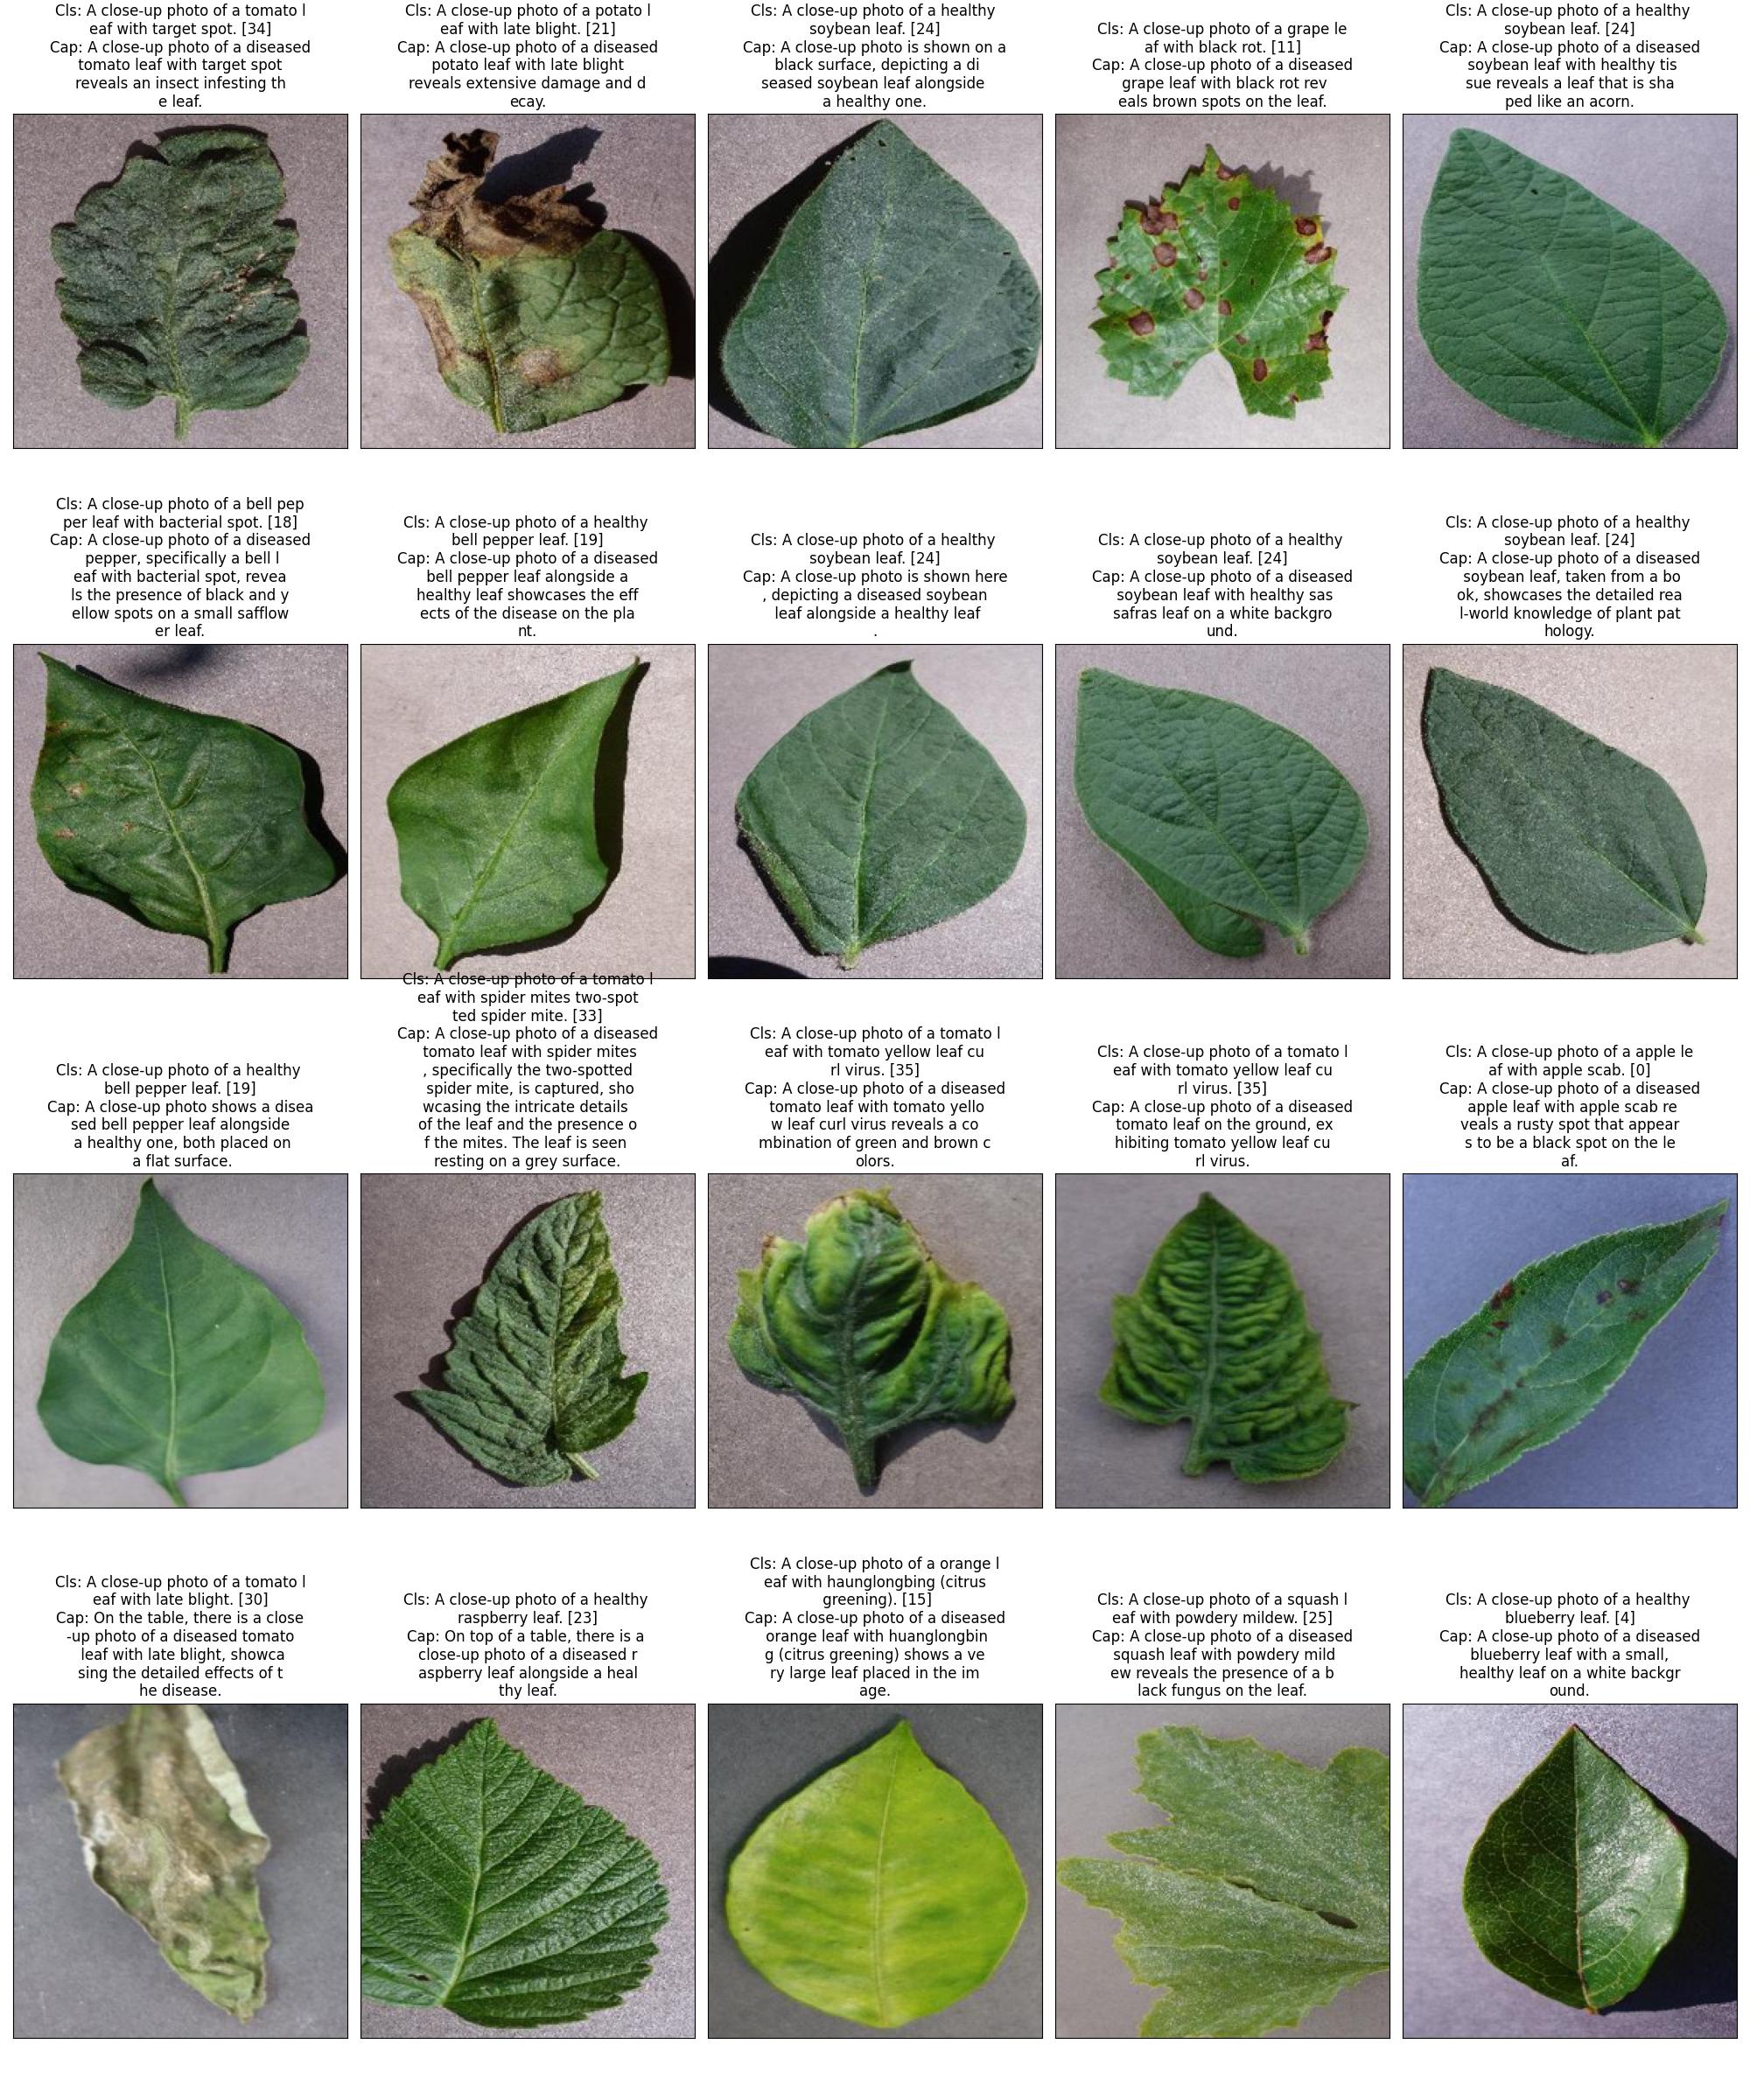 Cls: A close-up photo of a tomato l
eaf with target spot. [34]
Cap: A close-up photo of a diseased
tomato leaf with target spot
reveals an insect infesting th
e leaf.
Cls: A close-up photo of a potato l
eaf with late blight. [21]
Cap: A close-up photo of a diseased
potato leaf with late blight
reveals extensive damage and d
ecay.
Cls: A close-up photo of a healthy
soybean leaf. [24]
Cap: A close-up photo is shown on a
black surface, depicting a di
seased soybean leaf alongside
a healthy one.
Cls: A close-up photo of a grape le
af with black rot. [11]
Cap: A close-up photo of a diseased
grape leaf with black rot rev
eals brown spots on the leaf.
Cls: A close-up photo of a healthy
soybean leaf. [24]
Cap: A close-up photo of a diseased
soybean leaf with healthy tis
sue reveals a leaf that is sha
ped like an acorn.
Cls: A close-up photo of a bell pep
per leaf with bacterial spot. [18]
Cap: A close-up photo of a diseased
pepper, specifically a bell l
eaf with bacterial spot, revea
ls the presence of black and y
ellow spots on a small safflow
er leaf.
Cls: A close-up photo of a healthy
bell pepper leaf. [19]
Cap: A close-up photo of a diseased
bell pepper leaf alongside a
healthy leaf showcases the eff
ects of the disease on the pla
nt.
Cls: A close-up photo of a healthy
soybean leaf. [24]
Cap: A close-up photo is shown here
, depicting a diseased soybean
leaf alongside a healthy leaf
.
Cls: A close-up photo of a healthy
soybean leaf. [24]
Cap: A close-up photo of a diseased
soybean leaf with healthy sas
safras leaf on a white backgro
und.
Cls: A close-up photo of a healthy
soybean leaf. [24]
Cap: A close-up photo of a diseased
soybean leaf, taken from a bo
ok, showcases the detailed rea
l-world knowledge of plant pat
hology.
Cls: A close-up photo of a healthy
bell pepper leaf. [19]
Cap: A close-up photo shows a disea
sed bell pepper leaf alongside
a healthy one, both placed on
a flat surface.
Cls: A close-up photo of a tomato l
eaf with spider mites two-spot
ted spider mite. [33]
Cap: A close-up photo of a diseased
tomato leaf with spider mites
, specifically the two-spotted
spider mite, is captured, sho
wcasing the intricate details
of the leaf and the presence o
f the mites. The leaf is seen
resting on a grey surface.
Cls: A close-up photo of a tomato l
eaf with tomato yellow leaf cu
rl virus. [35]
Cap: A close-up photo of a diseased
tomato leaf with tomato yello
w leaf curl virus reveals a co
mbination of green and brown c
olors.
Cls: A close-up photo of a tomato l
eaf with tomato yellow leaf cu
rl virus. [35]
Cap: A close-up photo of a diseased
tomato leaf on the ground, ex
hibiting tomato yellow leaf cu
rl virus.
Cls: A close-up photo of a apple le
af with apple scab. [0]
Cap: A close-up photo of a diseased
apple leaf with apple scab re
veals a rusty spot that appear
s to be a black spot on the le
af.
Cls: A close-up photo of a tomato l
eaf with late blight. [30]
Cap: On the table, there is a close
-up photo of a diseased tomato
leaf with late blight, showca
sing the detailed effects of t
he disease.
Cls: A close-up photo of a healthy
raspberry leaf. [23]
Cap: On top of a table, there is a
close-up photo of a diseased r
aspberry leaf alongside a heal
thy leaf.
Cls: A close-up photo of a orange l
eaf with haunglongbing (citrus
greening). [15]
Cap: A close-up photo of a diseased
orange leaf with huanglongbin
g (citrus greening) shows a ve
ry large leaf placed in the im
age.
Cls: A close-up photo of a squash l
eaf with powdery mildew. [25]
Cap: A close-up photo of a diseased
squash leaf with powdery mild
ew reveals the presence of a b
lack fungus on the leaf.
Cls: A close-up photo of a healthy
blueberry leaf. [4]
Cap: A close-up photo of a diseased
blueberry leaf with a small,
healthy leaf on a white backgr
ound.